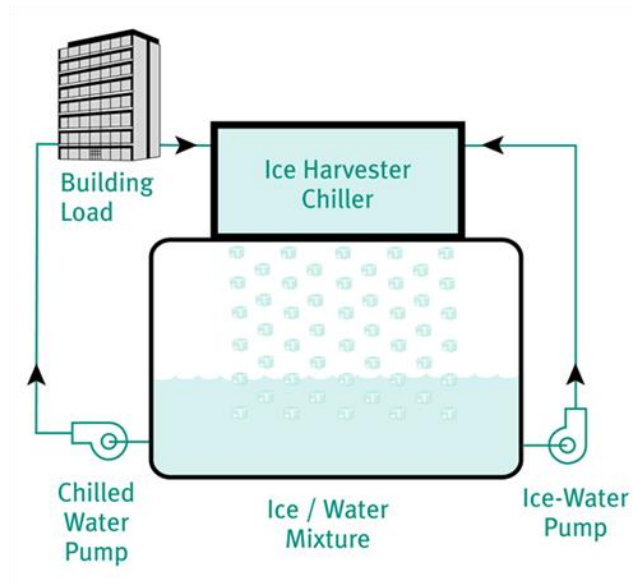 Building
Load
Ice Harvester
Chiller
Chilled
Water
Pump
Ice / Water
Mixture
Ice-Water
Pump